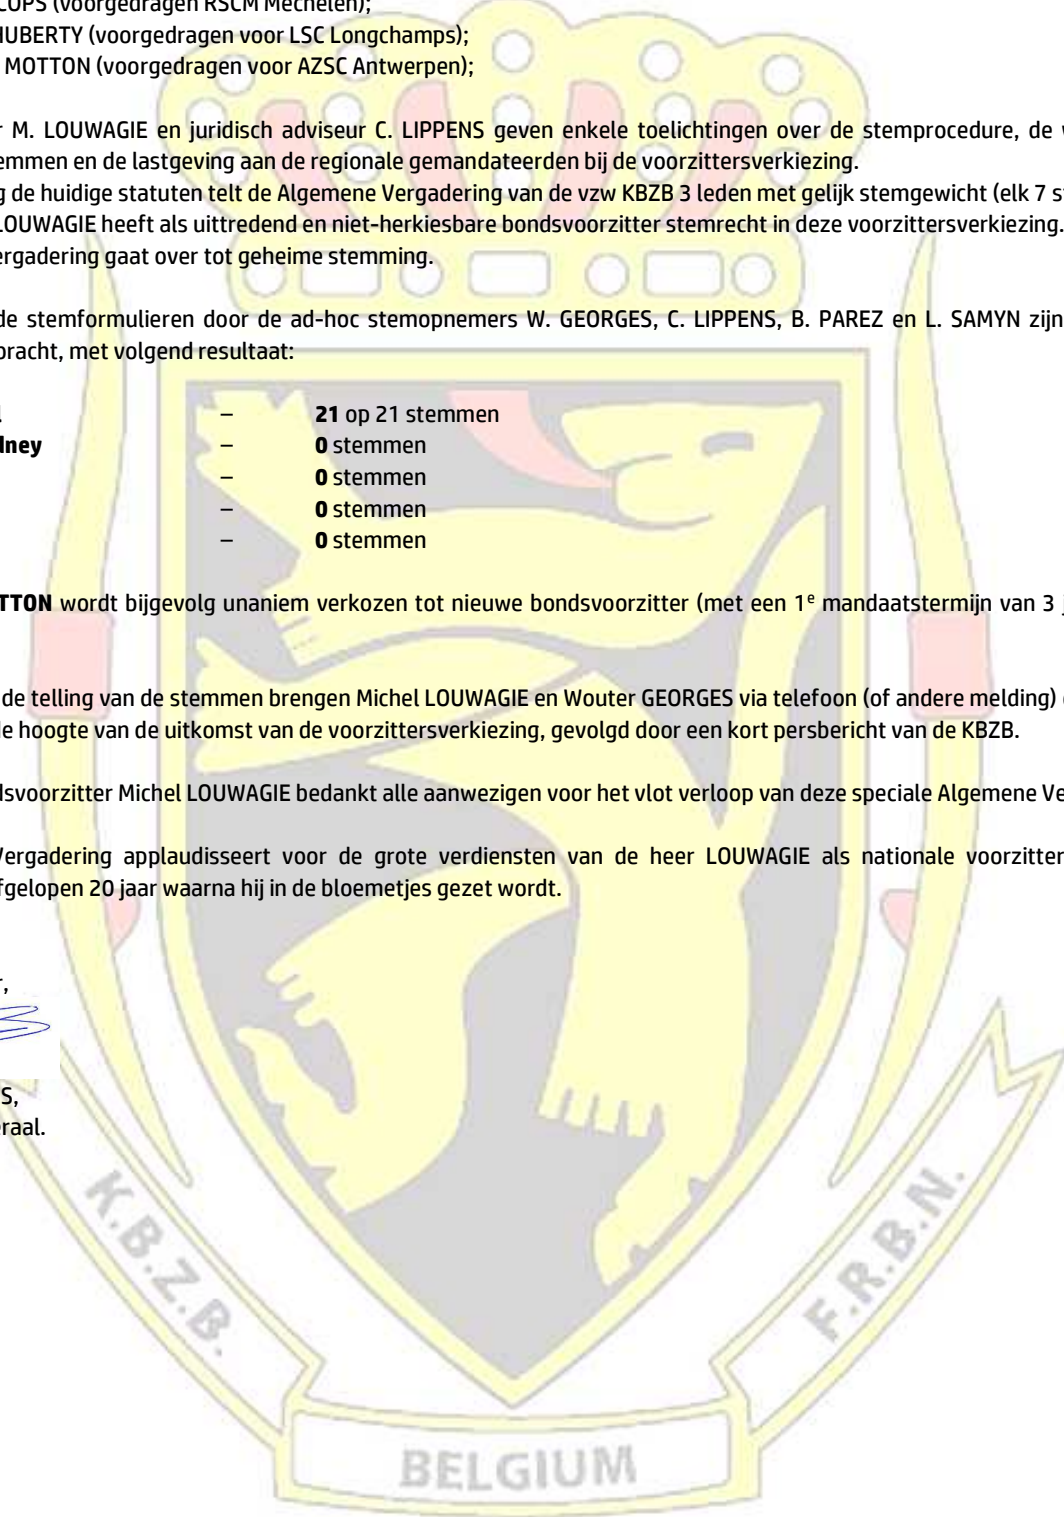 COPS (voorgedragen RSCM Mechelen);
HUBERTY (voorgedragen voor LSC Longchamps);
MOTTON (voorgedragen voor AZSC Antwerpen);
M. LOUWAGIE en juridisch adviseur C. LIPPENS geven enkele toelichtingen over de stemprocedure, de
emmen en de lastgeving aan de regionale gemandateerden bij de voorzittersverkiezing.
g de huidige statuten telt de Algemene Vergadering van de vzw KBZB 3 leden met gelijk stemgewicht (elk 7 s
LOUWAGIE heeft als uittredend en niet-herkiesbare bondsvoorzitter stemrecht in deze voorzittersverkiezing.
ergadering gaat over tot geheime stemming.
de stemformulieren door de ad-hoc stemopnemers W. GEORGES, C. LIPPENS, B. PAREZ en L. SAMYN zijn
bracht, met volgend resultaat:
– 21 op 21 stemmen
dney – 0 stemmen
– 0 stemmen
– 0 stemmen
– 0 stemmen
TTON wordt bijgevolg unaniem verkozen tot nieuwe bondsvoorzitter (met een 1e mandaatstermijn van 3 j
de telling van de stemmen brengen Michel LOUWAGIE en Wouter GEORGES via telefoon (of andere melding)
de hoogte van de uitkomst van de voorzittersverkiezing, gevolgd door een kort persbericht van de KBZB.
dsvoorzitter Michel LOUWAGIE bedankt alle aanwezigen voor het vlot verloop van deze speciale Algemene Ve
Vergadering applaudisseert voor de grote verdiensten van de heer LOUWAGIE als nationale voorzitter
fgelopen 20 jaar waarna hij in de bloemetjes gezet wordt.
r,
S,
eraal.
K.B.Z.B.
F.R.B.N.
BELGIUM